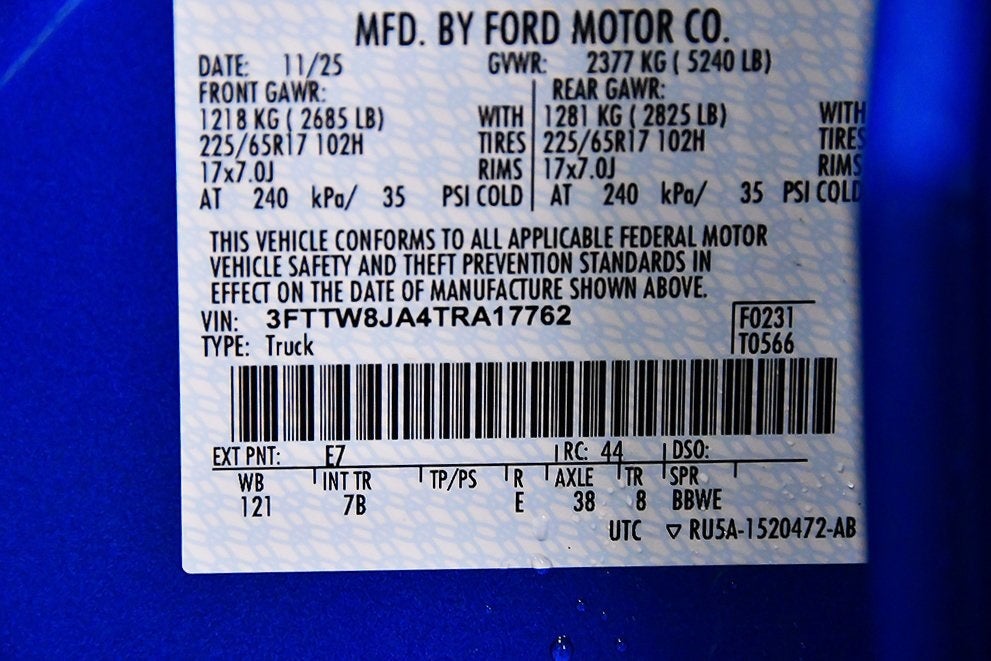 MFD. BY FORD MOTOR CO.
DATE: 11/25 GVWR: 2377 KG ( 5240 LB)
FRONT GAWR: REAR GAWR:
1218 KG ( 2685 LB) WITH 1281 KG ( 2825 LB) WITH
225/65R17 102H TIRES 225/65R17 102H TIRES
17x7.0J RIMS 17x7.0J RIMS
AT 240 kPa/ 35 PSI COLD AT 240 kPa/ 35 PSI COLD
THIS VEHICLE CONFORMS TO ALL APPLICABLE FEDERAL MOTOR
VEHICLE SAFETY AND THEFT PREVENTION STANDARDS IN
EFFECT ON THE DATE OF MANUFACTURE SHOWN ABOVE.
VIN: 3FTTW8JA4TRA17762 F0231
TYPE: Truck T0566
EXT PNT: E7 RC: 44 DSO:
WB INT TR TP/PS R AXLE TR SPR
121 7B E 38 8 BBWE
UTC ▽ RU5A-1520472-AB